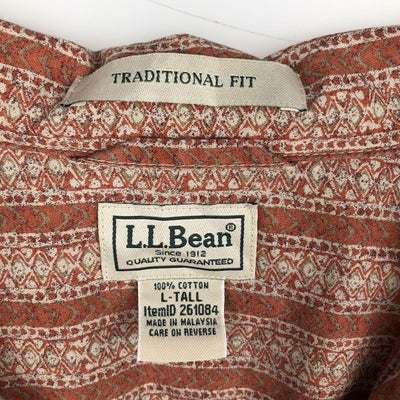 TRADITIONAL FIT
L.L.Bean®
Since 1912
QUALITY GUARANTEED
100% COTTON
L-TALL
ItemID 261084
MADE IN MALAYSIA
CARE ON REVERSE